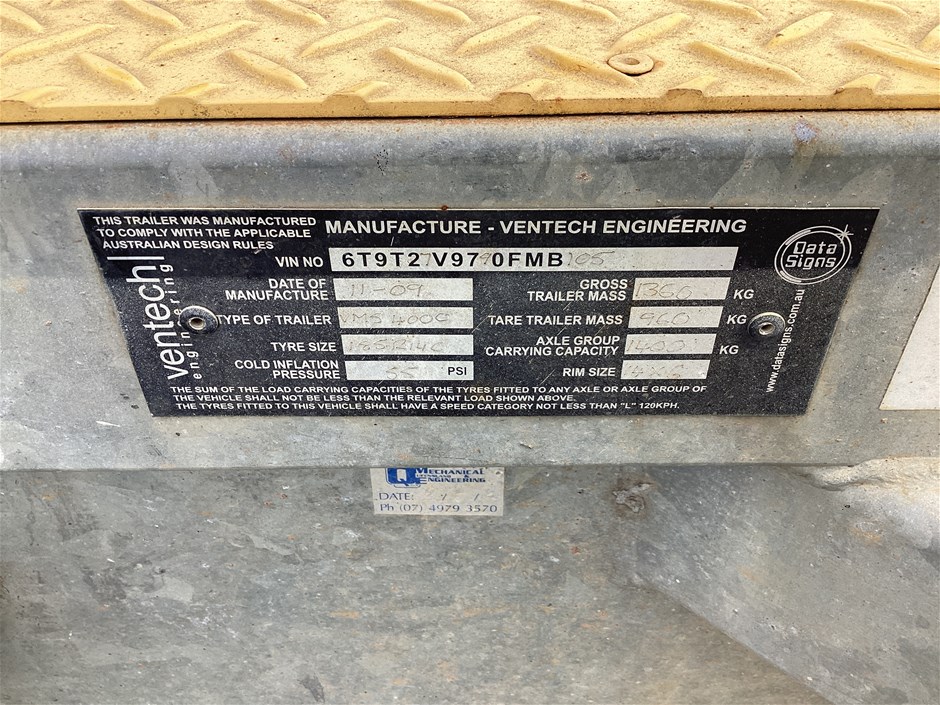 THIS TRAILER WAS MANUFACTURED
TO COMPLY WITH THE APPLICABLE
AUSTRALIAN DESIGN RULES
MANUFACTURE - VENTECH ENGINEERING
VIN NO 6T9T27V9790FMB105
DATE OF
MANUFACTURE 11-09
GROSS
TRAILER MASS 1360 KG
TYPE OF TRAILER
TARE TRAILER MASS 960 KG
TYRE SIZE 185R14C
AXLE GROUP
CARRYING CAPACITY 1400 KG
COLD INFLATION
PRESSURE 55 PSI
RIM SIZE
THE SUM OF THE LOAD CARRYING CAPACITIES OF THE TYRES FITTED TO ANY AXLE OR AXLE GROUP OF
THE VEHICLE SHALL NOT BE LESS THAN THE RELEVANT LOAD SHOWN ABOVE.
THE TYRES FITTED TO THIS VEHICLE SHALL HAVE A SPEED CATEGORY NOT LESS THAN "L" 120KPH.
ventech
engineering
Data
Signs
www.datasigns.com.au
MECHANICAL
ENGINEERING
DATE:
Ph (07) 4979 3570